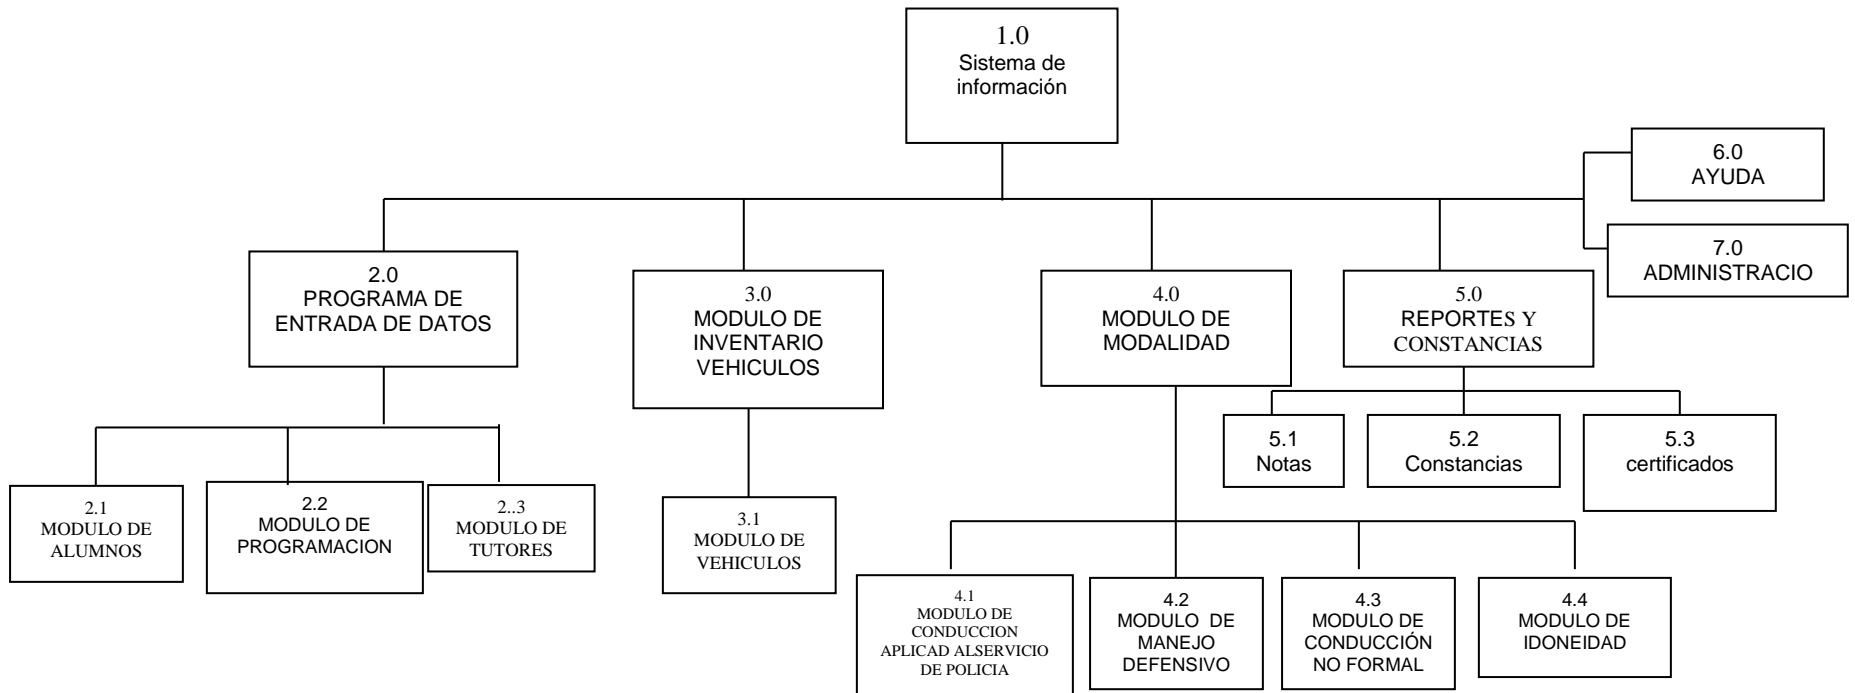 1.0
Sistema de
información
6.0
AYUDA
7.0
ADMINISTRACIO
2.0
PROGRAMA DE
ENTRADA DE DATOS
3.0
MODULO DE
INVENTARIO
VEHICULOS
4.0
MODULO DE
MODALIDAD
5.0
REPORTES Y
CONSTANCIAS
5.1
Notas
5.2
Constancias
5.3
certificados
2.1
MODULO DE
ALUMNOS
2.2
MODULO DE
PROGRAMACION
2..3
MODULO DE
TUTORES
3.1
MODULO DE
VEHICULOS
4.1
MODULO DE
CONDUCCION
APLICAD ALSERVICIO
DE POLICIA
4.2
MODULO  DE
MANEJO
DEFENSIVO
4.3
MODULO DE
CONDUCCIÓN
NO FORMAL
4.4
MODULO DE
IDONEIDAD